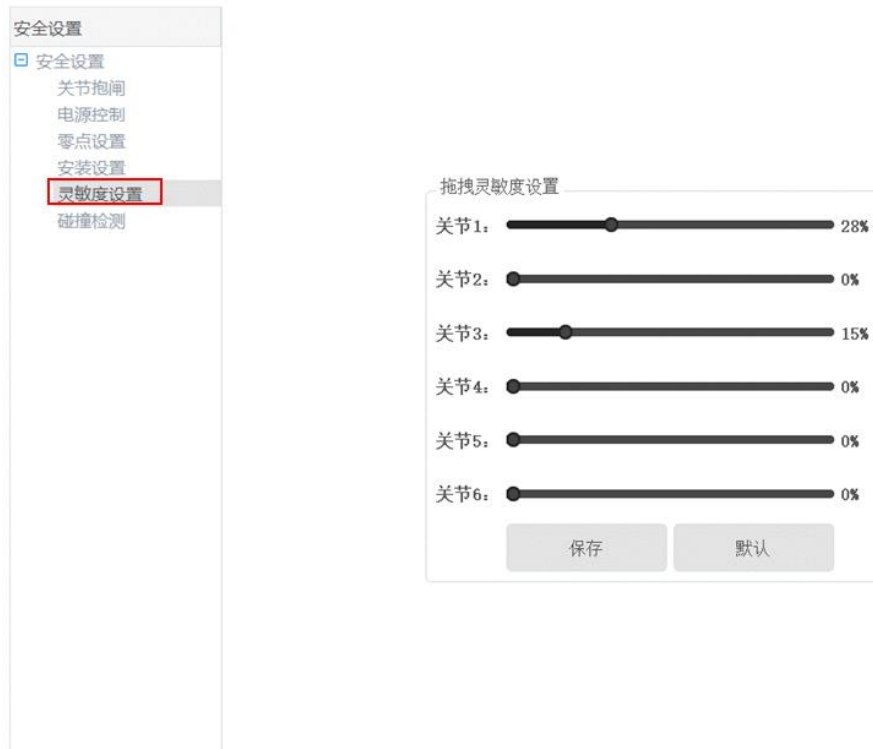 安全设置
安全设置
关节抱闸
电源控制
零点设置
安装设置
灵敏度设置
碰撞检测
拖拽灵敏度设置
关节1: 28%
关节2: 0%
关节3: 15%
关节4: 0%
关节5: 0%
关节6: 0%
保存 默认